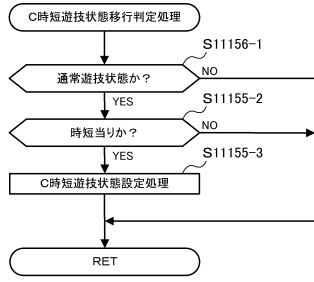 C時短遊技状態移行判定処理
S11156-1
通常遊技状態か？
NO
YES
S11155-2
時短当りか？
NO
YES
S11155-3
C時短遊技状態設定処理
RET